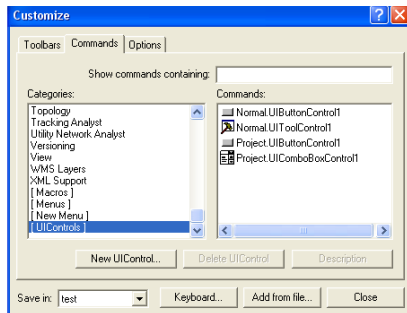 Customize
Toolbars Commands Options
Show commands containing:
Categories: Commands:
Topology
Tracking Analyst
Utility Network Analyst
Versioning
View
WMS Layers
XML Support
[ Macros ]
[ Menus ]
[ New Menu ]
[ UIControls ]
Normal.UIButtonControl1
Normal.UIToolControl1
Project.UIButtonControl1
Project.UIComboBoxControl1
New UIControl... Delete UIControl Description
Save in: test Keyboard... Add from file... Close